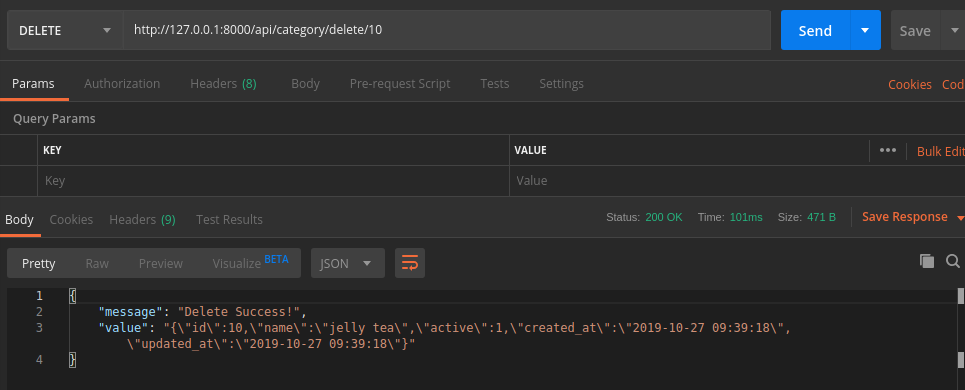 DELETE http://127.0.0.1:8000/api/category/delete/10 Send Save
Params Authorization Headers (8) Body Pre-request Script Tests Settings Cookies Cod
Query Params
KEY VALUE ••• Bulk Edit
Key Value
Body Cookies Headers (9) Test Results Status: 200 OK Time: 101ms Size: 471 B Save Response
Pretty Raw Preview Visualize BETA JSON
1 {
2 "message": "Delete Success!",
3 "value": "{\"id\":10,\"name\":\"jelly tea\",\"active\":1,\"created_at\":\"2019-10-27 09:39:18\",
\"updated_at\":\"2019-10-27 09:39:18\"}"
4 }